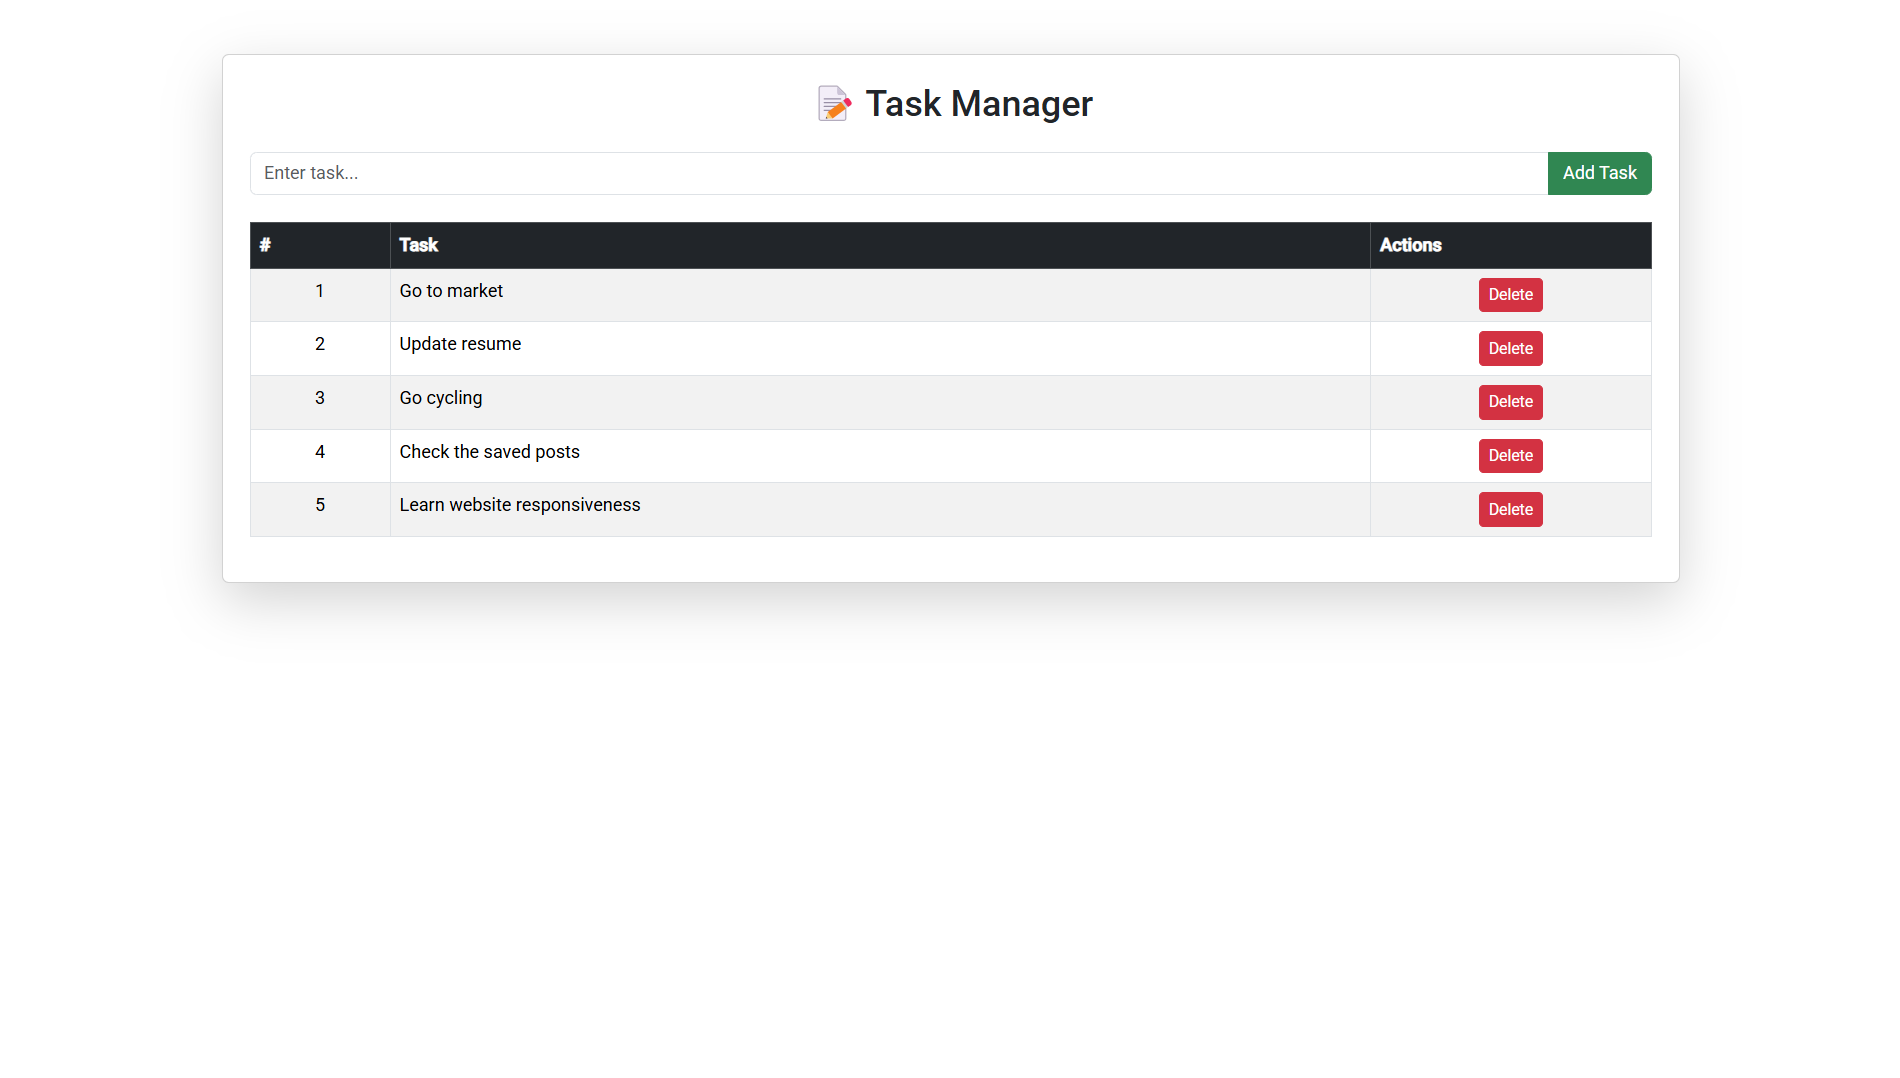 📝 Task Manager
Enter task... Add Task
# Task Actions
1 Go to market Delete
2 Update resume Delete
3 Go cycling Delete
4 Check the saved posts Delete
5 Learn website responsiveness Delete